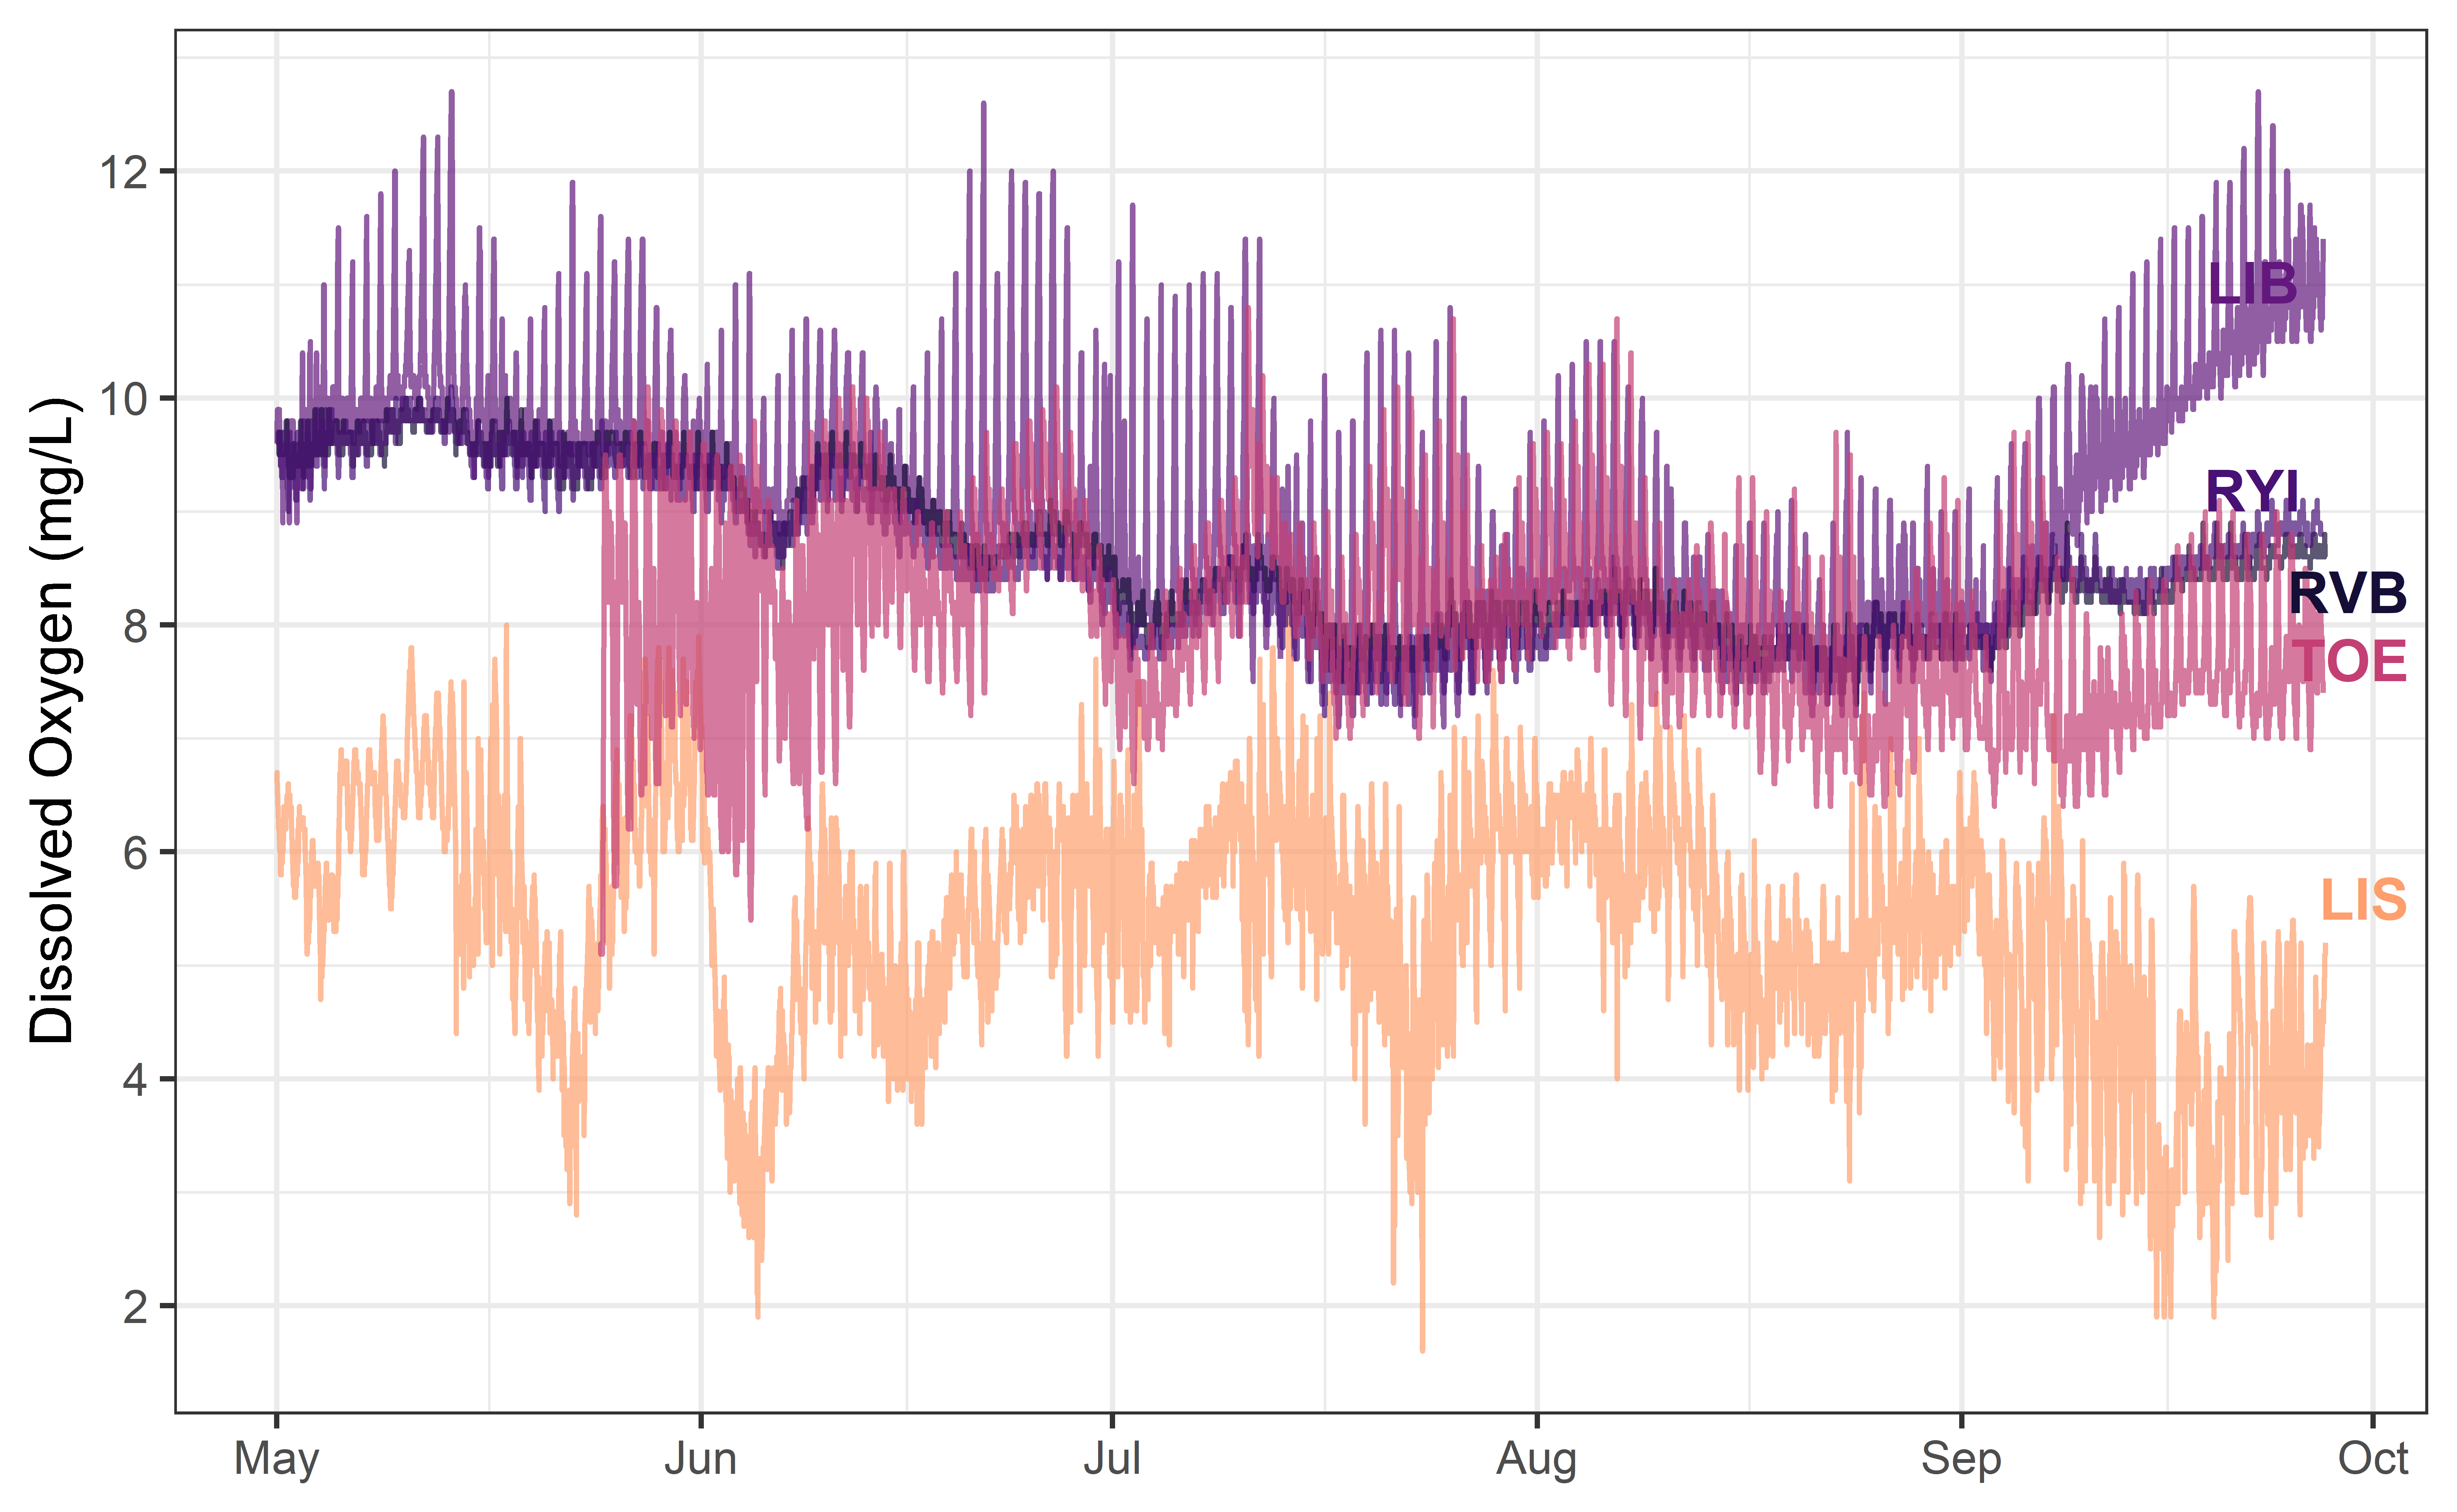 Dissolved Oxygen (mg/L)
12
10
8
6
4
2
LIB
RYI
RVB
TOE
LIS
May Jun Jul Aug Sep Oct